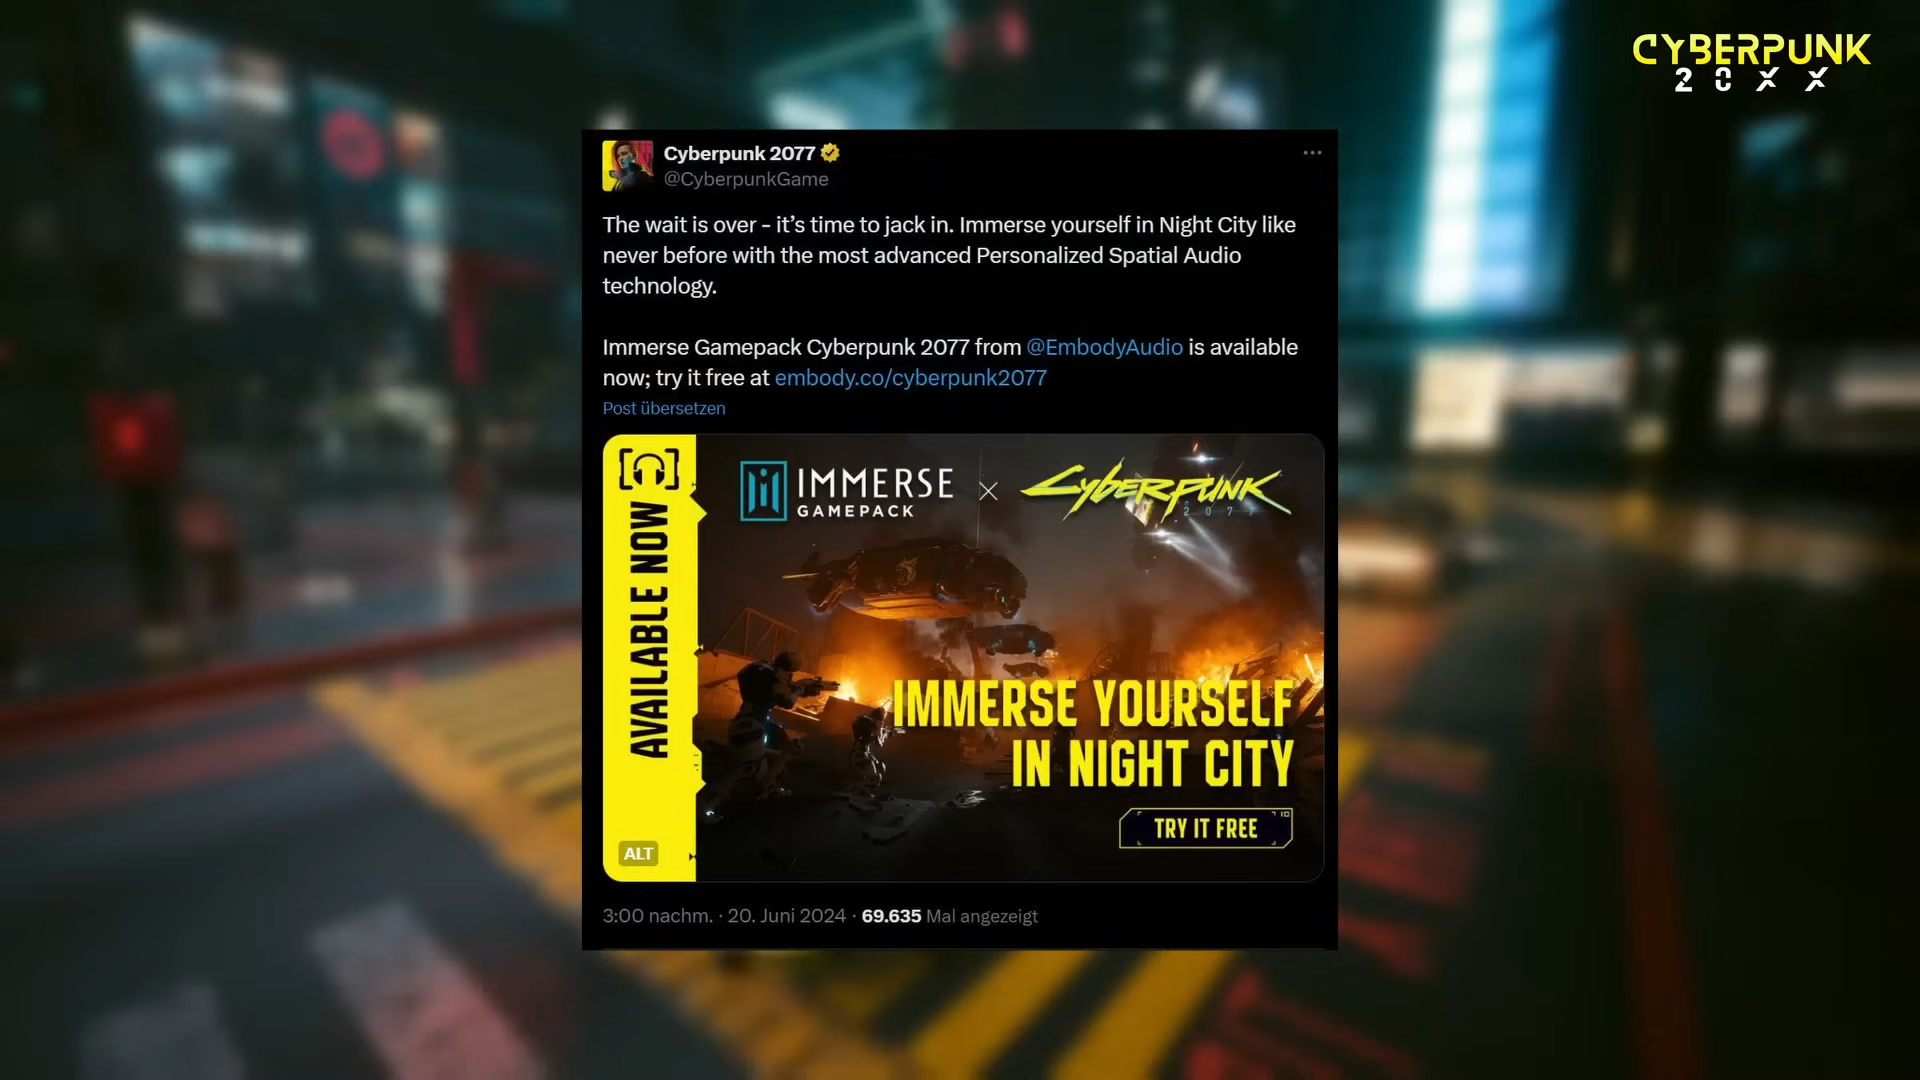 CYBERPUNK
20XX
Cyberpunk 2077
@CyberpunkGame
The wait is over - it’s time to jack in. Immerse yourself in Night City like
never before with the most advanced Personalized Spatial Audio
technology.
Immerse Gamepack Cyberpunk 2077 from @EmbodyAudio is available
now; try it free at embody.co/cyberpunk2077
Post übersetzen
AVAILABLE NOW
IMMERSE
GAMEPACK
CYBERPUNK
2077
IMMERSE YOURSELF
IN NIGHT CITY
TRY IT FREE
ALT
3:00 nachm. · 20. Juni 2024 · 69.635 Mal angezeigt